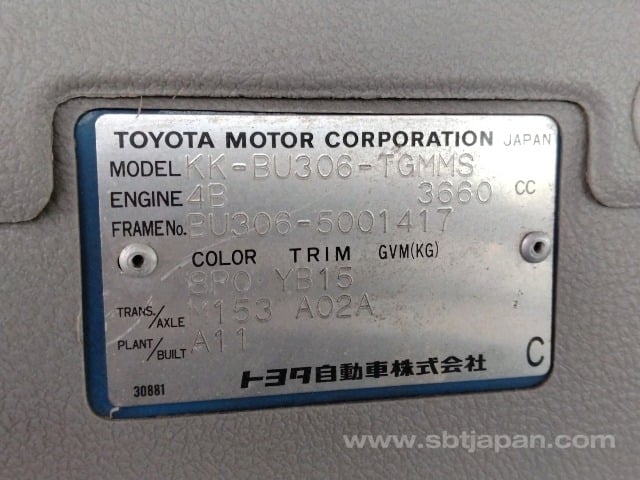 TOYOTA MOTOR CORPORATION JAPAN
MODEL KK-BU306-TGMMS
ENGINE 4B 3660 CC
FRAME No. BU306-5001417
COLOR TRIM GVM(KG)
8P0 YB15
TRANS./AXLE M153 A02A
PLANT/BUILT A11
C
トヨタ自動車株式会社
30881
www.sbtjapan.com